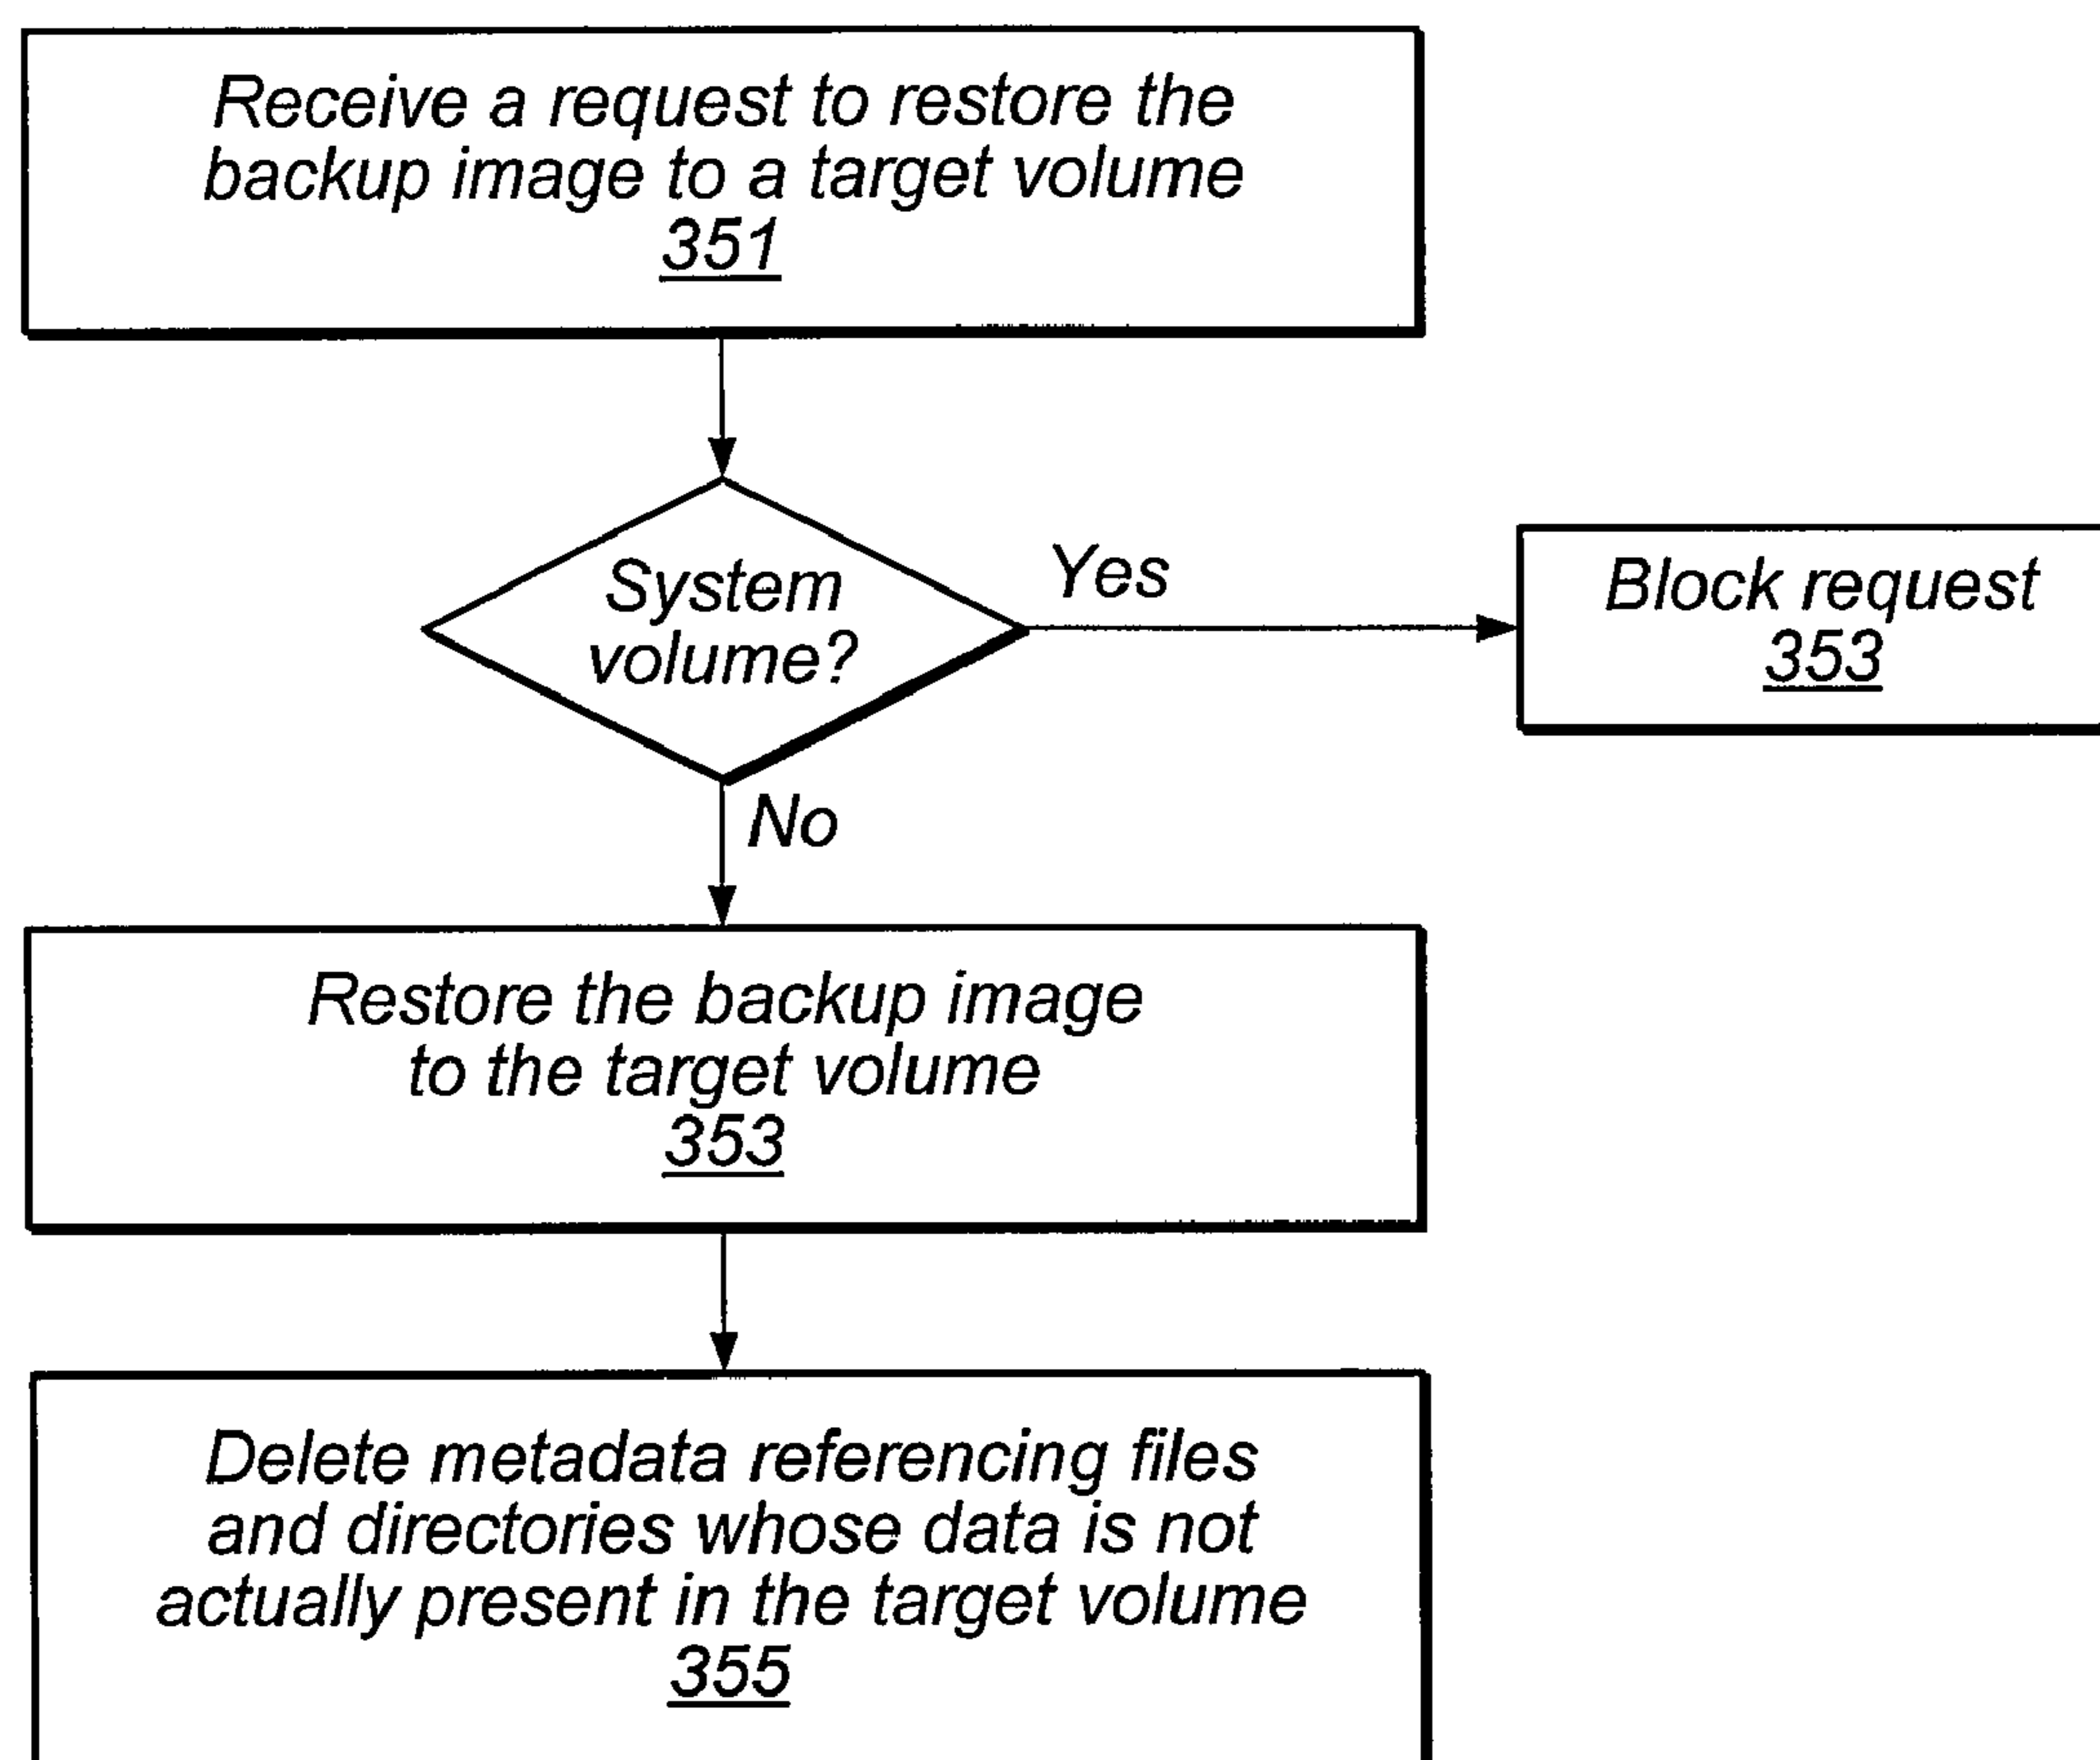 Receive a request to restore the
backup image to a target volume
351
System
volume?
Yes
Block request
353
No
Restore the backup image
to the target volume
353
Delete metadata referencing files
and directories whose data is not
actually present in the target volume
355